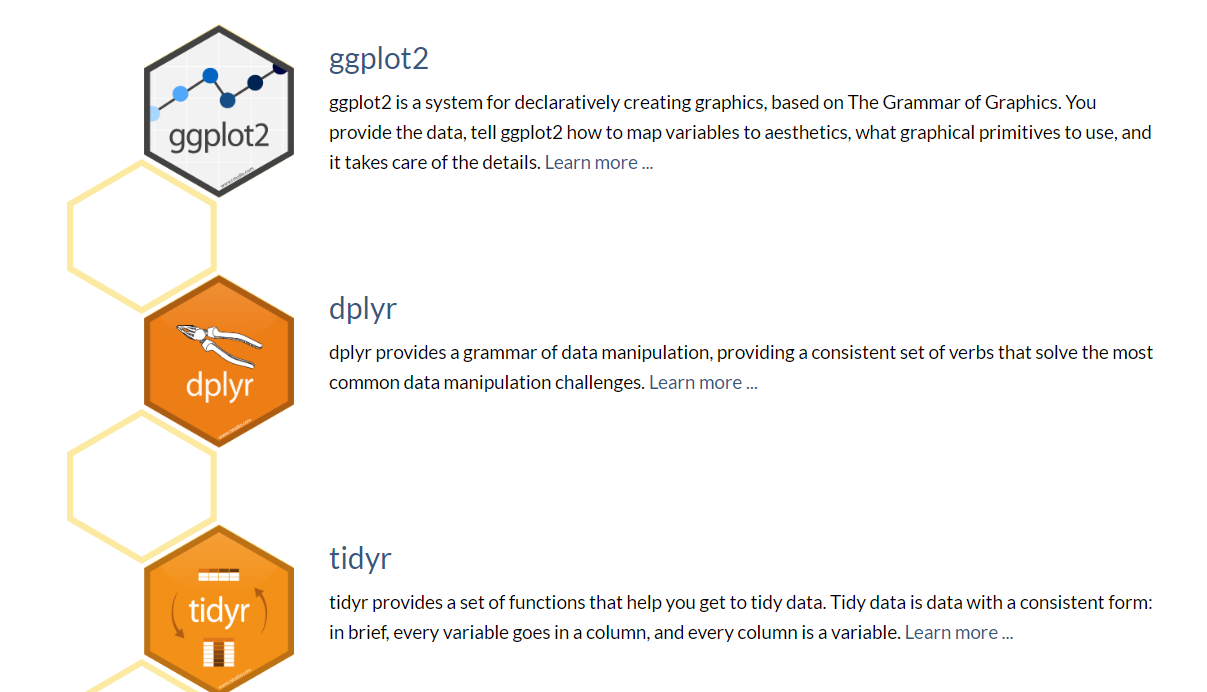 ggplot2
ggplot2
ggplot2 is a system for declaratively creating graphics, based on The Grammar of Graphics. You
provide the data, tell ggplot2 how to map variables to aesthetics, what graphical primitives to use, and
it takes care of the details. Learn more ...
dplyr
dplyr
dplyr provides a grammar of data manipulation, providing a consistent set of verbs that solve the most
common data manipulation challenges. Learn more ...
tidyr
tidyr
tidyr provides a set of functions that help you get to tidy data. Tidy data is data with a consistent form:
in brief, every variable goes in a column, and every column is a variable. Learn more ...